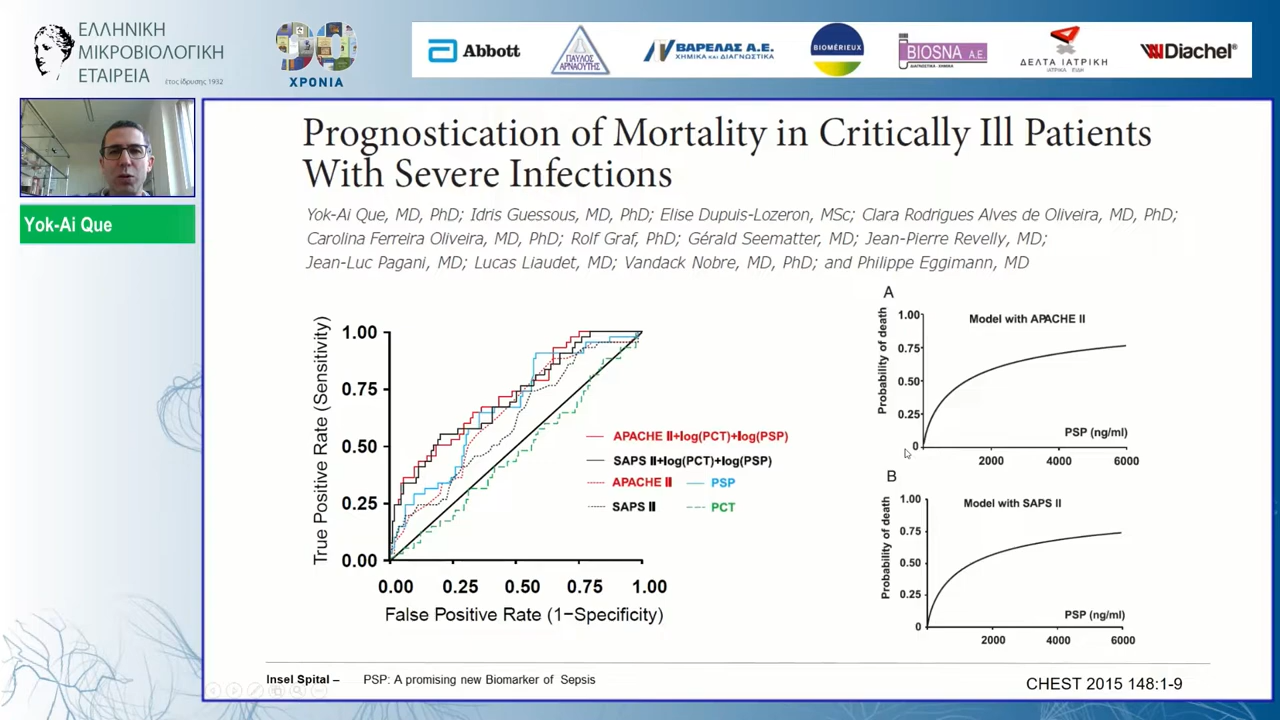 ΕΛΛΗΝΙΚΗ
ΜΙΚΡΟΒΙΟΛΟΓΙΚΗ
ΕΤΑΙΡΕΙΑ
έτος ίδρυσης 1932
90
ΧΡΟΝΙΑ
Abbott
ΠΑΥΛΟΣ
ΑΡΝΑΟΥΤΗΣ
ΒΑΡΕΛΑΣ Α.Ε.
ΧΗΜΙΚΑ ΚΑΙ ΔΙΑΓΝΩΣΤΙΚΑ
BIOMÉRIEUX
BIOSNA Α.Ε.
ΔΕΛΤΑ ΙΑΤΡΙΚΗ
ΙΑΤΡΙΚΑ ΕΙΔΗ
Diachel®
Yok-Ai Que
Prognostication of Mortality in Critically Ill Patients
With Severe Infections
Yok-Ai Que, MD, PhD; Idris Guessous, MD, PhD; Elise Dupuis-Lozeron, MSc; Clara Rodrigues Alves de Oliveira, MD, PhD;
Carolina Ferreira Oliveira, MD, PhD; Rolf Graf, PhD; Gérald Seematter, MD; Jean-Pierre Revelly, MD;
Jean-Luc Pagani, MD; Lucas Liaudet, MD; Vandack Nobre, MD, PhD; and Philippe Eggimann, MD
True Positive Rate (Sensitivity)
1.00
0.75
0.50
0.25
0.00
0.00 0.25 0.50 0.75 1.00
False Positive Rate (1−Specificity)
APACHE II+log(PCT)+log(PSP)
SAPS II+log(PCT)+log(PSP)
APACHE II
PSP
SAPS II
PCT
A
Model with APACHE II
Probability of death
1.00
0.75
0.50
0.25
0
PSP (ng/ml)
2000 4000 6000
B
Model with SAPS II
Probability of death
1.00
0.75
0.50
0.25
0
PSP (ng/ml)
2000 4000 6000
Insel Spital – PSP: A promising new Biomarker of Sepsis
CHEST 2015 148:1-9